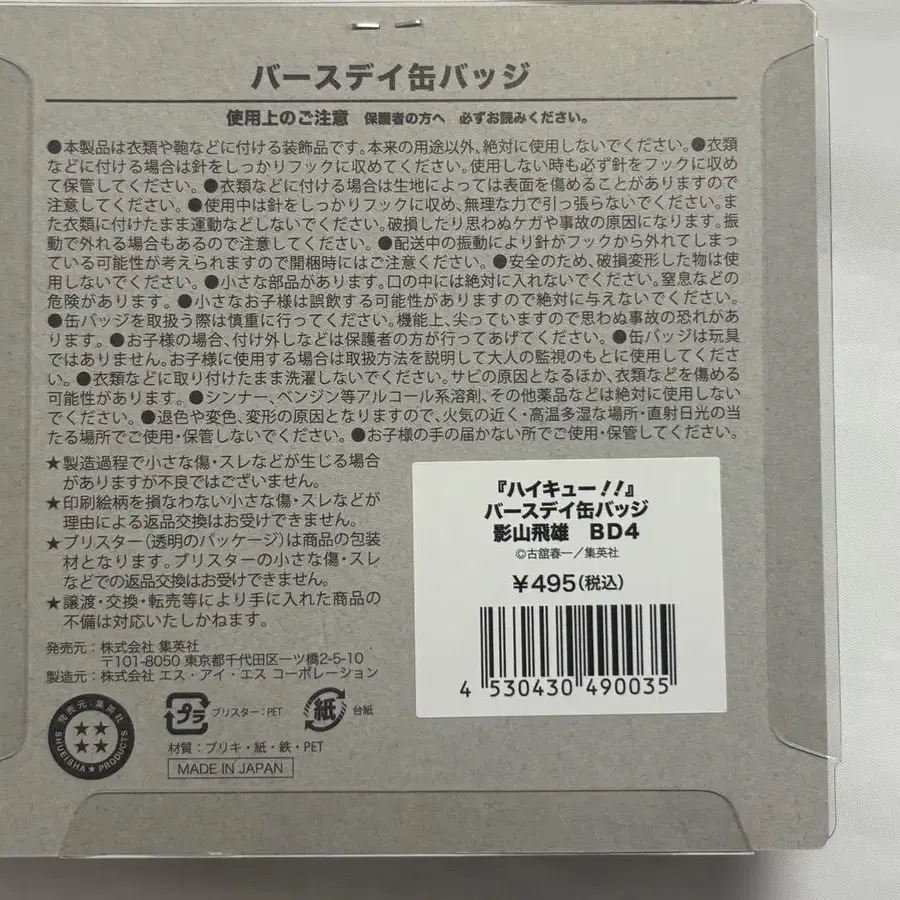 バースデイ缶バッジ
使用上のご注意 保護者の方へ 必ずお読みください。
●本製品は衣類や鞄などに付ける装飾品です。本来の用途以外、絶対に使用しないでください。●衣類
などに付ける場合は針をしっかりフックに収めてください。使用しない時も必ず針をフックに収め
て保管してください。●衣類などに付ける場合は生地によっては表面を傷めることがありますので
注意してください。●使用中は針をしっかりフックに収め、無理な力で引っ張らないでください。ま
た衣類に付けたまま運動などしないでください。破損したり思わぬケガや事故の原因になります。振
動で外れる場合もあるので注意してください。●配送中の振動により針がフックから外れてしまっ
ている可能性が考えられますので開梱時にはご注意ください。●安全のため、破損変形した物は使
用しないでください。●小さな部品があります。口の中には絶対に入れないでください。窒息などの
危険があります。●小さなお子様は誤飲する可能性がありますので絶対に与えないでください。
●缶バッジを取扱う際は慎重に行ってください。機能上、尖っていますので思わぬ事故の恐れがあ
ります。●お子様の場合、付け外しなどは保護者の方が行ってあげてください。●缶バッジは玩具
ではありません。お子様に使用する場合は取扱方法を説明して大人の監視のもとに使用してくださ
い。●衣類などに取り付けたまま洗濯しないでください。サビの原因となるほか、衣類などを傷める
可能性があります。●シンナー、ベンジン等アルコール系溶剤、その他薬品などは絶対に使用しない
でください。●退色や変色、変形の原因となりますので、火気の近く・高温多湿な場所・直射日光の当
たる場所でご使用・保管しないでください。●お子様の手の届かない所でご使用・保管してください。
★製造過程で小さな傷・スレなどが生じる場合
がありますが不良ではございません。
★印刷絵柄を損なわない小さな傷・スレなどが
理由による返品交換はお受けできません。
★ブリスター(透明のパッケージ)は商品の包装
材となります。ブリスターの小さな傷・スレ
などでの返品交換はお受けできません。
★譲渡・交換・転売等により手に入れた商品の
不備は対応いたしかねます。
発売元：株式会社 集英社
〒101-8050 東京都千代田区一ツ橋2-5-10
製造元：株式会社 エス・アイ・エス コーポレーション
発売元：集英社
SHUEISHA★PRODUCTS
プラ ブリスター：PET
紙 台紙
材質：ブリキ・紙・鉄・PET
MADE IN JAPAN
『ハイキュー!!』
バースデイ缶バッジ
影山飛雄 BD4
©古舘春一／集英社
¥495(税込)
4 530430 490035